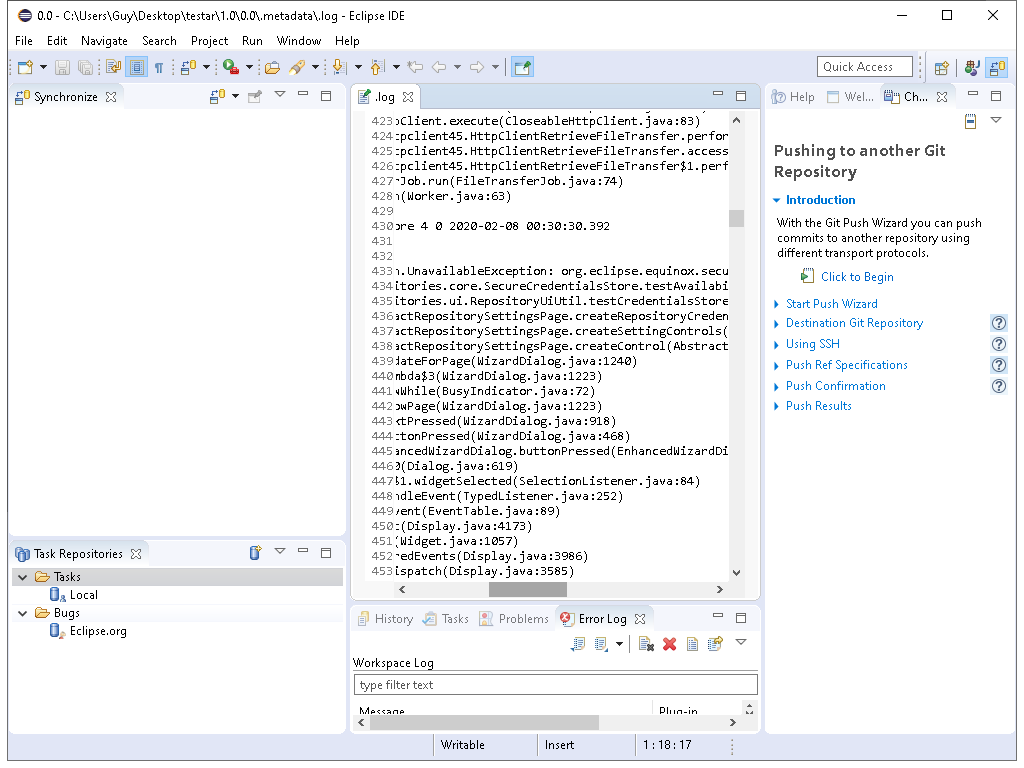 0.0 - C:\Users\Guy\Desktop\testar\1.0\0.0\.metadata\.log - Eclipse IDE
File Edit Navigate Search Project Run Window Help
Quick Access
Synchronize
.log
423 Client.execute(CloseableHttpClient.java:83)
424 pclient45.HttpClientRetrieveFileTransfer.perfor
425 pclient45.HttpClientRetrieveFileTransfer.access
426 pclient45.HttpClientRetrieveFileTransfer$1.perf
427 Job.run(FileTransferJob.java:74)
428 (Worker.java:63)
429
430 re 4 0 2020-02-08 00:30:30.392
431
432
433 .UnavailableException: org.eclipse.equinox.secu
434 itories.core.SecureCredentialsStore.testAvailabi
435 itories.ui.RepositoryUiUtil.testCredentialsStore
436 actRepositorySettingsPage.createRepositoryCreden
437 actRepositorySettingsPage.createSettingControls(
438 actRepositorySettingsPage.createControl(Abstract
439 dateForPage(WizardDialog.java:1240)
440 mbda$3(WizardDialog.java:1223)
441 While(BusyIndicator.java:72)
442 owPage(WizardDialog.java:1223)
443 xtPressed(WizardDialog.java:918)
444 ttonPressed(WizardDialog.java:468)
445 ancedWizardDialog.buttonPressed(EnhancedWizardDi
446 (Dialog.java:619)
447 $1.widgetSelected(SelectionListener.java:84)
448 ndleEvent(TypedListener.java:252)
449 vent(EventTable.java:89)
450 (Display.java:4173)
451 (Widget.java:1057)
452 redEvents(Display.java:3986)
453 ispatch(Display.java:3585)
Help Wel... Ch...
Pushing to another Git
Repository
Introduction
With the Git Push Wizard you can push
commits to another repository using
different transport protocols.
Click to Begin
Start Push Wizard
Destination Git Repository
Using SSH
Push Ref Specifications
Push Confirmation
Push Results
Task Repositories
Tasks
Local
Bugs
Eclipse.org
History Tasks Problems Error Log
Workspace Log
type filter text
Message Plug-in
Writable Insert 1 : 18 : 17